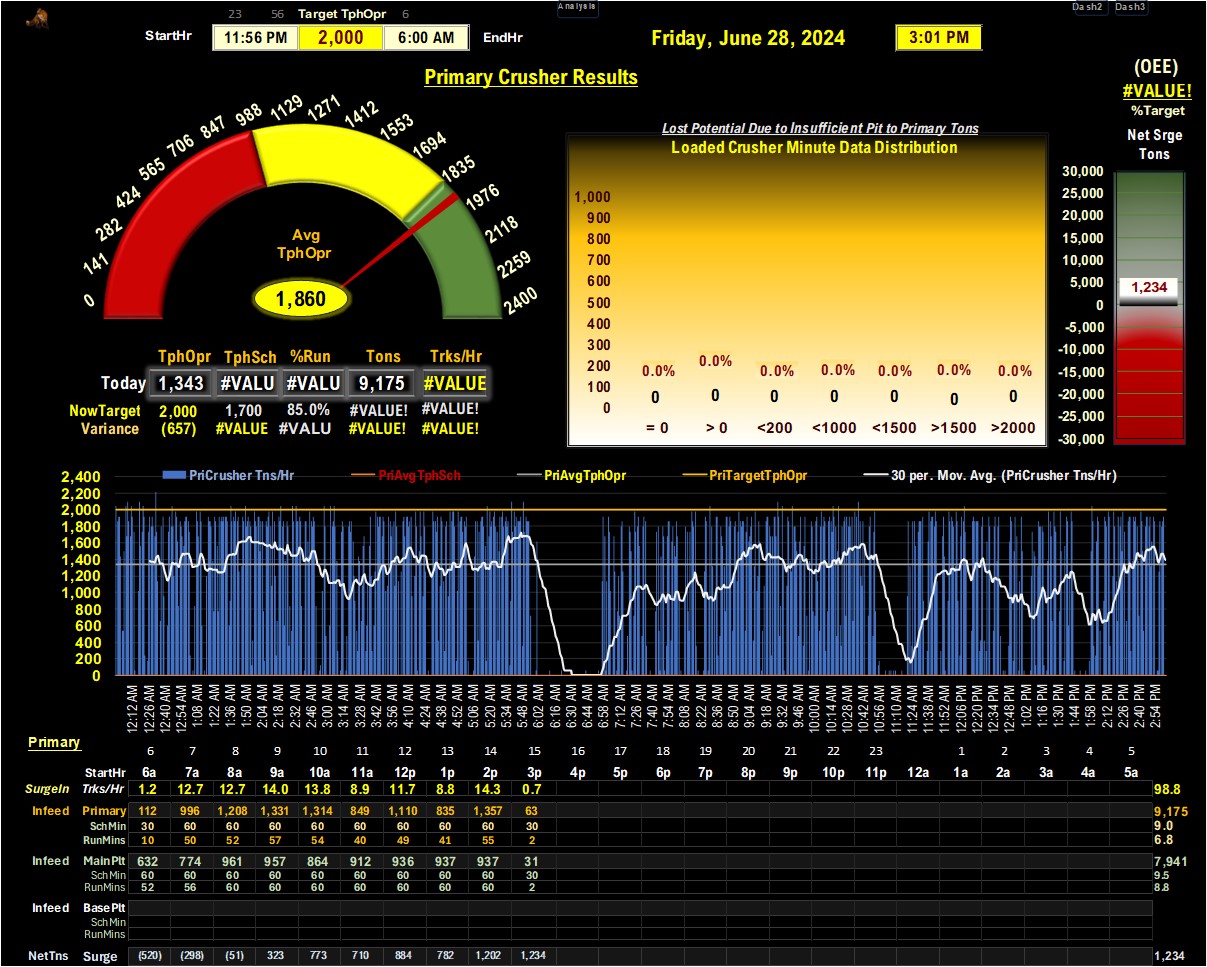 23 56 Target TphOpr 6
Analysis
Dash2 Dash3
StartHr 11:56 PM 2,000 6:00 AM EndHr
Friday, June 28, 2024
3:01 PM
Primary Crusher Results
(OEE)
#VALUE!
%Target
Net Srge
Tons
0 141 282 424 565 706 847 988 1129 1271 1412 1553 1694 1835 1976 2118 2259 2400
Avg
TphOpr
1,860
Lost Potential Due to Insufficient Pit to Primary Tons
Loaded Crusher Minute Data Distribution
1,000
900
800
700
600
500
400
300
200
100
0
0.0% 0.0% 0.0% 0.0% 0.0% 0.0% 0.0%
0 0 0 0 0 0 0
= 0 > 0 <200 <1000 <1500 >1500 >2000
30,000
25,000
20,000
15,000
10,000
5,000
0
-5,000
-10,000
-15,000
-20,000
-25,000
-30,000
1,234
TphOpr TphSch %Run Tons Trks/Hr
Today 1,343 #VALU #VALU 9,175 #VALUE
NowTarget 2,000 1,700 85.0% #VALUE! #VALUE!
Variance (657) #VALUE #VALU #VALUE! #VALUE!
PriCrusher Tns/Hr PriAvgTphSch PriAvgTphOpr PriTargetTphOpr 30 per. Mov. Avg. (PriCrusher Tns/Hr)
2,400
2,200
2,000
1,800
1,600
1,400
1,200
1,000
800
600
400
200
0
12:12 AM 12:26 AM 12:40 AM 12:54 AM 1:08 AM 1:22 AM 1:36 AM 1:50 AM 2:04 AM 2:18 AM 2:32 AM 2:46 AM 3:00 AM 3:14 AM 3:28 AM 3:42 AM 3:56 AM 4:10 AM 4:24 AM 4:38 AM 4:52 AM 5:06 AM 5:20 AM 5:34 AM 5:48 AM 6:02 AM 6:16 AM 6:30 AM 6:44 AM 6:58 AM 7:12 AM 7:26 AM 7:40 AM 7:54 AM 8:08 AM 8:22 AM 8:36 AM 8:50 AM 9:04 AM 9:18 AM 9:32 AM 9:46 AM 10:00 AM 10:14 AM 10:28 AM 10:42 AM 10:56 AM 11:10 AM 11:24 AM 11:38 AM 11:52 AM 12:06 PM 12:20 PM 12:34 PM 12:48 PM 1:02 PM 1:16 PM 1:30 PM 1:44 PM 1:58 PM 2:12 PM 2:26 PM 2:40 PM 2:54 PM
Primary
6 7 8 9 10 11 12 13 14 15 16 17 18 19 20 21 22 23 1 2 3 4 5
StartHr 6a 7a 8a 9a 10a 11a 12p 1p 2p 3p 4p 5p 6p 7p 8p 9p 10p 11p 12a 1a 2a 3a 4a 5a
SurgeIn Trks/Hr 1.2 12.7 12.7 14.0 13.8 8.9 11.7 8.8 14.3 0.7 98.8
Infeed Primary 112 996 1,208 1,331 1,314 849 1,110 835 1,357 63 9,175
SchMin 30 60 60 60 60 60 60 60 60 30 9.0
RunMins 10 50 52 57 54 40 49 41 55 2 6.8
Infeed MainPlt 632 774 961 957 864 912 936 937 937 31 7,941
SchMin 60 60 60 60 60 60 60 60 60 30 9.5
RunMins 52 56 60 60 60 60 60 60 60 2 8.8
Infeed BasePlt
SchMin
RunMins
NetTns Surge (520) (298) (51) 323 773 710 884 782 1,202 1,234 1,234